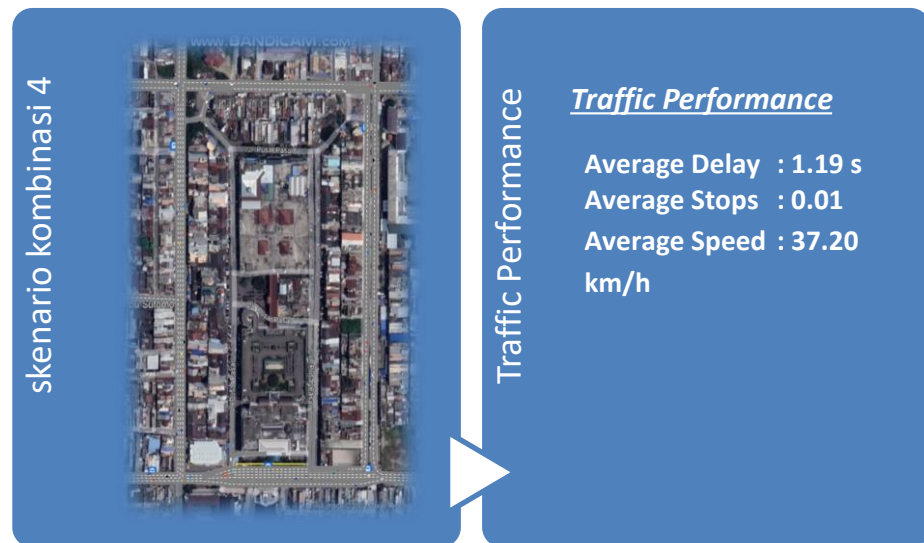 skenario kombinasi 4
www.BANDICAM.com
Traffic Performance
Traffic Performance
Average Delay : 1.19 s
Average Stops : 0.01
Average Speed : 37.20
km/h